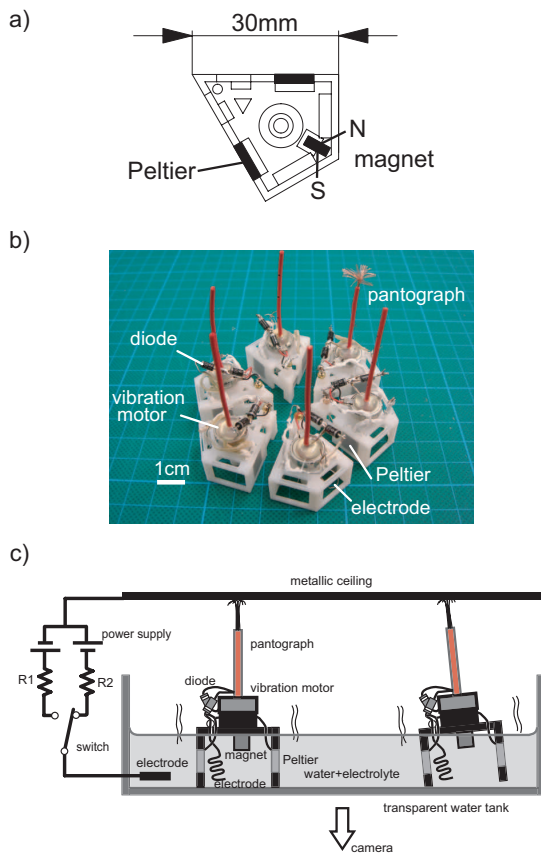 a)
30mm
N
magnet
Peltier
S
b)
pantograph
diode
vibration
motor
1cm
Peltier
electrode
c)
metallic ceiling
power supply
pantograph
R1
R2
diode
vibration motor
switch
electrode
magnet
Peltier
electrode
water+electrolyte
transparent water tank
camera